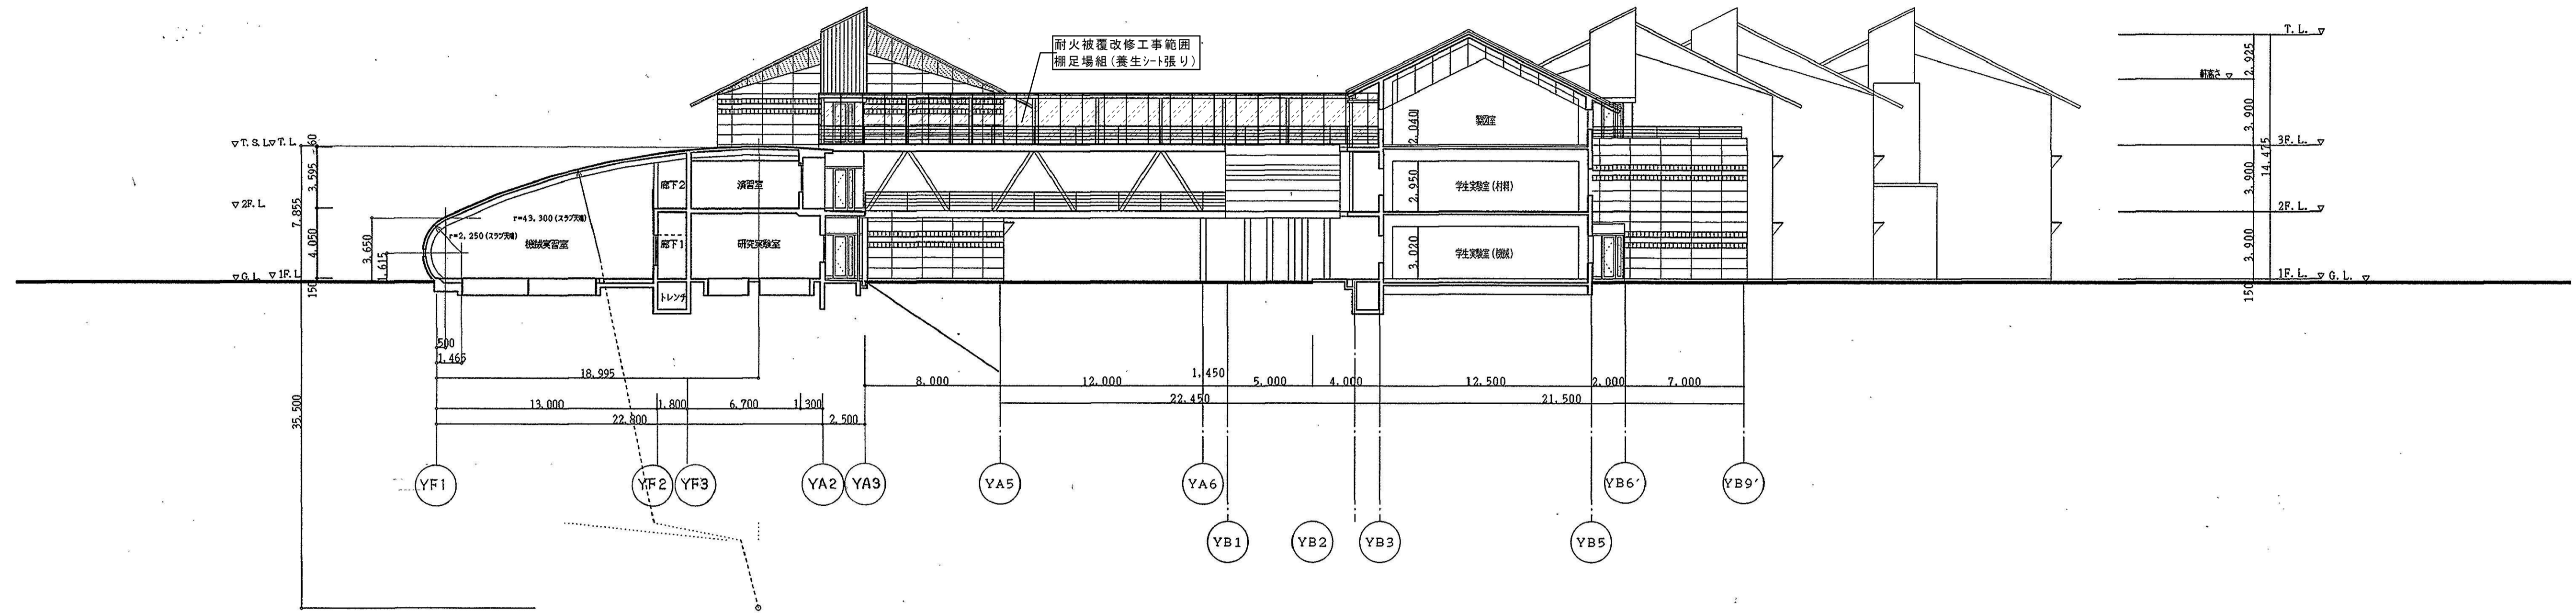 耐火被覆改修工事範囲
棚足場組(養生シート張り)
T.L.
2,925
軒高さ
3,900
3F.L.
14,475
3,900
2F.L.
3,900
1F.L.
G.L.
150
T.S.L
T.L.
60
3,595
2F.L.
7,855
4,050
3,650
1,615
G.L.
1F.L
150
35,500
r=43,300(スラブ天端)
r=2,250(スラブ天端)
機械実習室
廊下2
廊下1
トレンチ
演習室
研究実験室
製図室
2,040
学生実験室(材料)
2,950
学生実験室(機械)
3,020
500
1,465
18,995
13,000
1,800
6,700
1,300
22,800
2,500
8,000
12,000
1,450
5,000
4,000
12,500
2,000
7,000
22,450
21,500
YF1
YF2
YF3
YA2
YA3
YA5
YA6
YB6'
YB9'
YB1
YB2
YB3
YB5